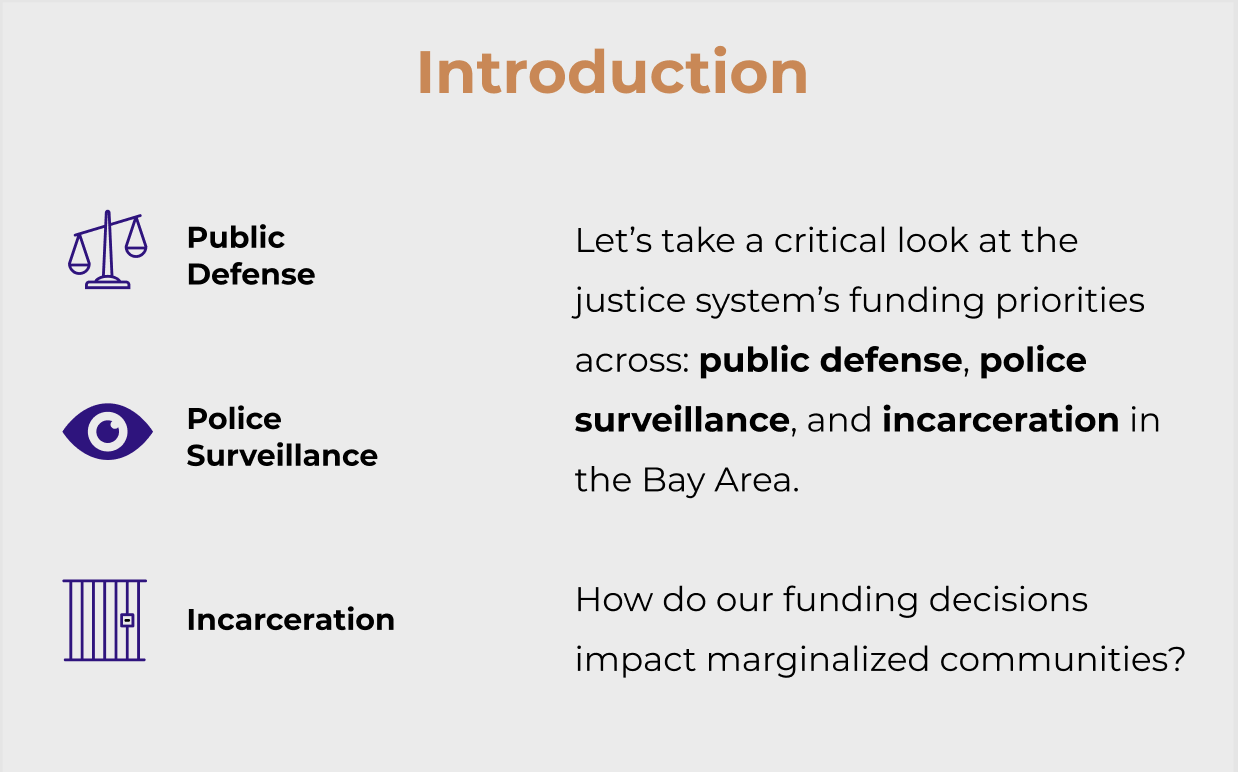 Introduction
Public
Defense
Police
Surveillance
Incarceration
Let’s take a critical look at the
justice system’s funding priorities
across: public defense, police
surveillance, and incarceration in
the Bay Area.
How do our funding decisions
impact marginalized communities?